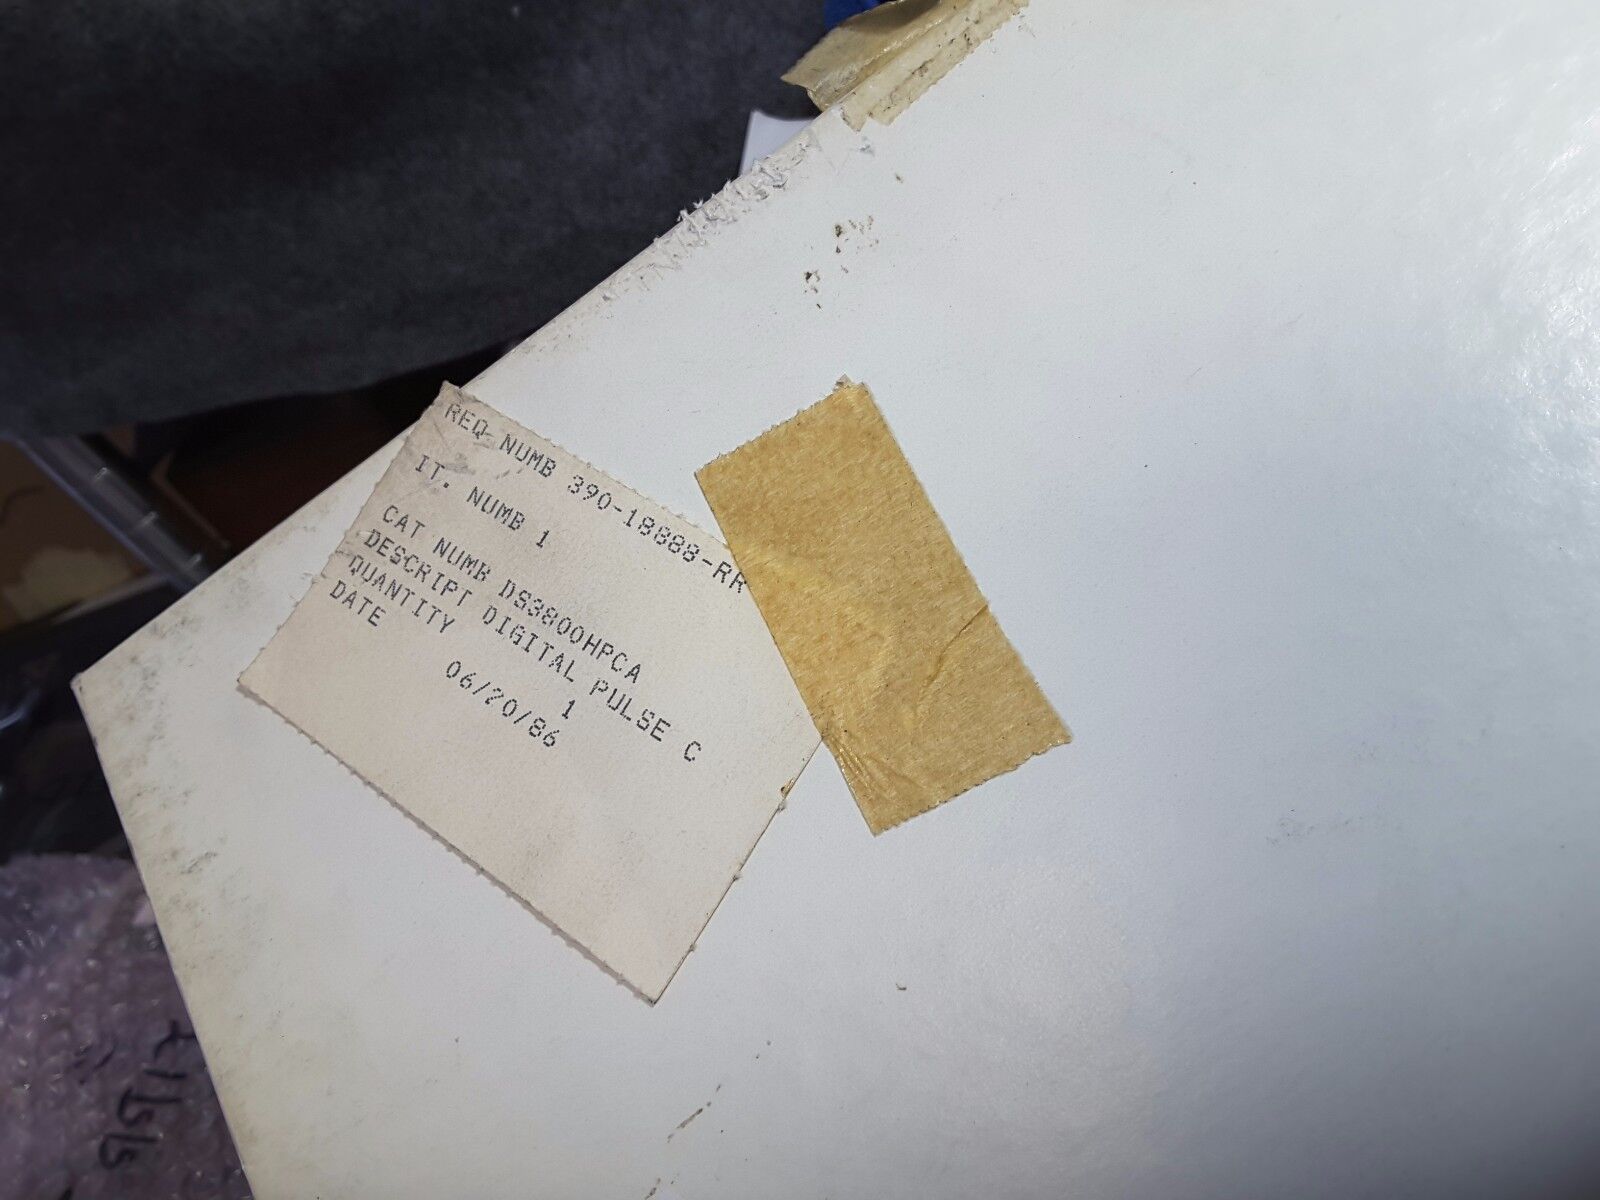 REQ NUMB 390-18888-RR
IT. NUMB 1
CAT NUMB DS3800HPCA
DESCRIPT DIGITAL PULSE C
QUANTITY 1
DATE 06/20/86